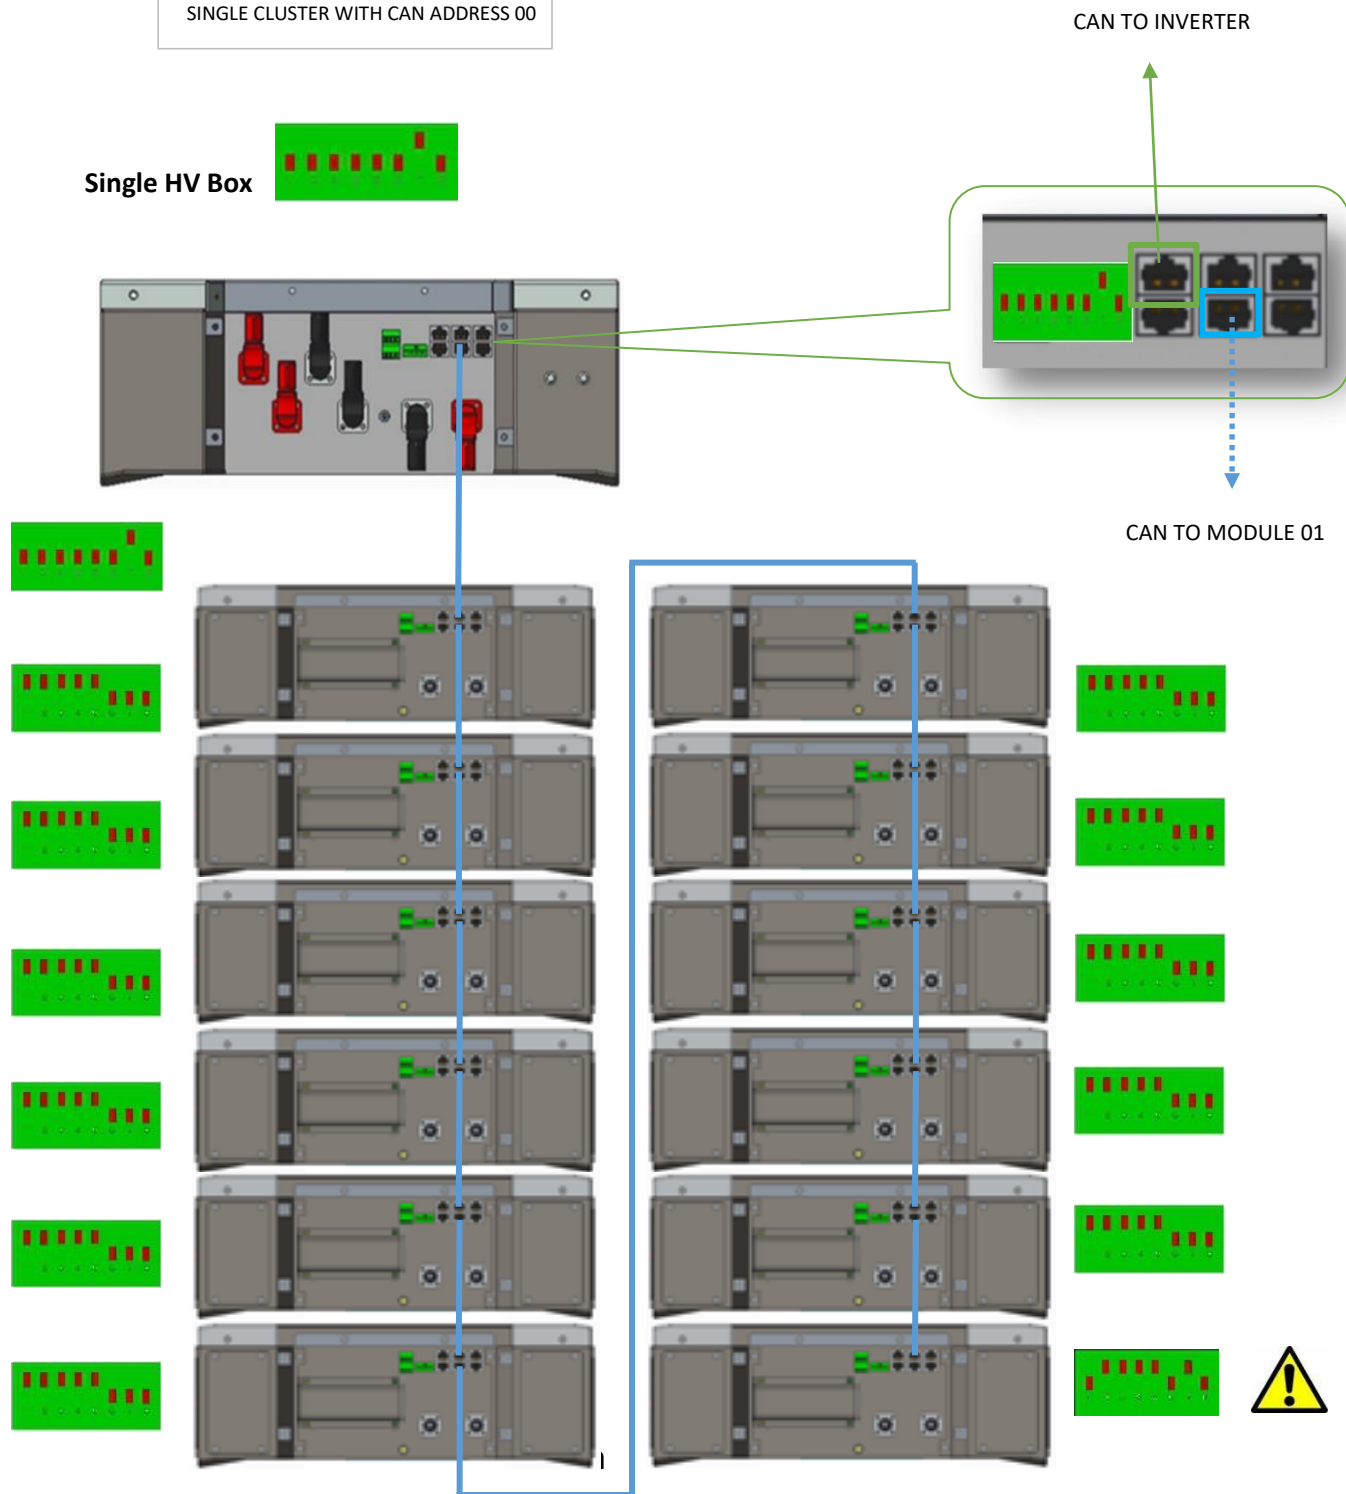 SINGLE CLUSTER WITH CAN ADDRESS 00
CAN TO INVERTER
Single HV Box
CAN TO MODULE 01